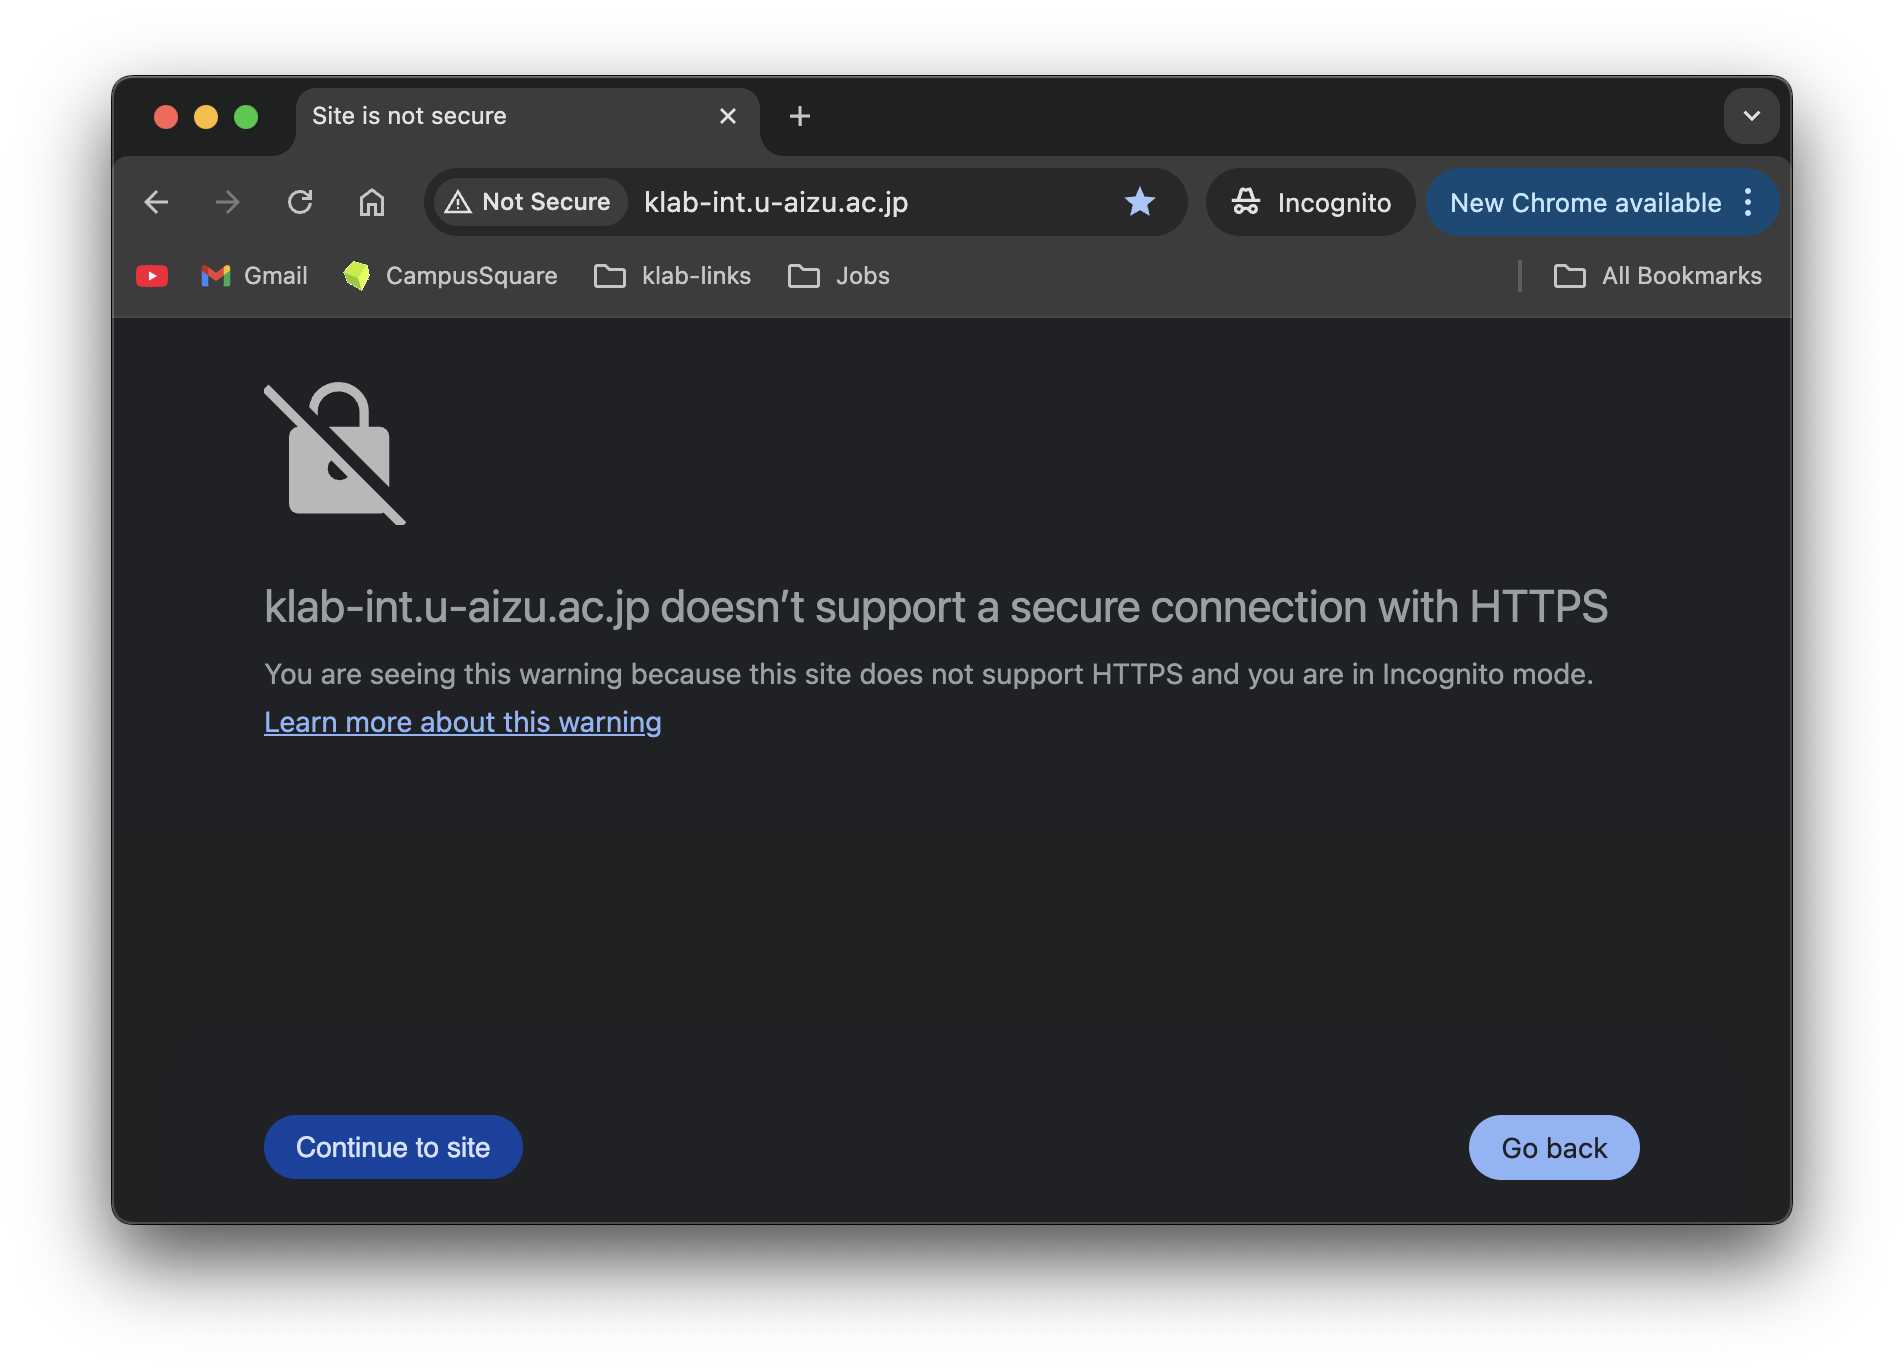 Site is not secure
Not Secure klab-int.u-aizu.ac.jp Incognito New Chrome available
Gmail CampusSquare klab-links Jobs All Bookmarks
klab-int.u-aizu.ac.jp doesn’t support a secure connection with HTTPS
You are seeing this warning because this site does not support HTTPS and you are in Incognito mode.
Learn more about this warning
Continue to site Go back